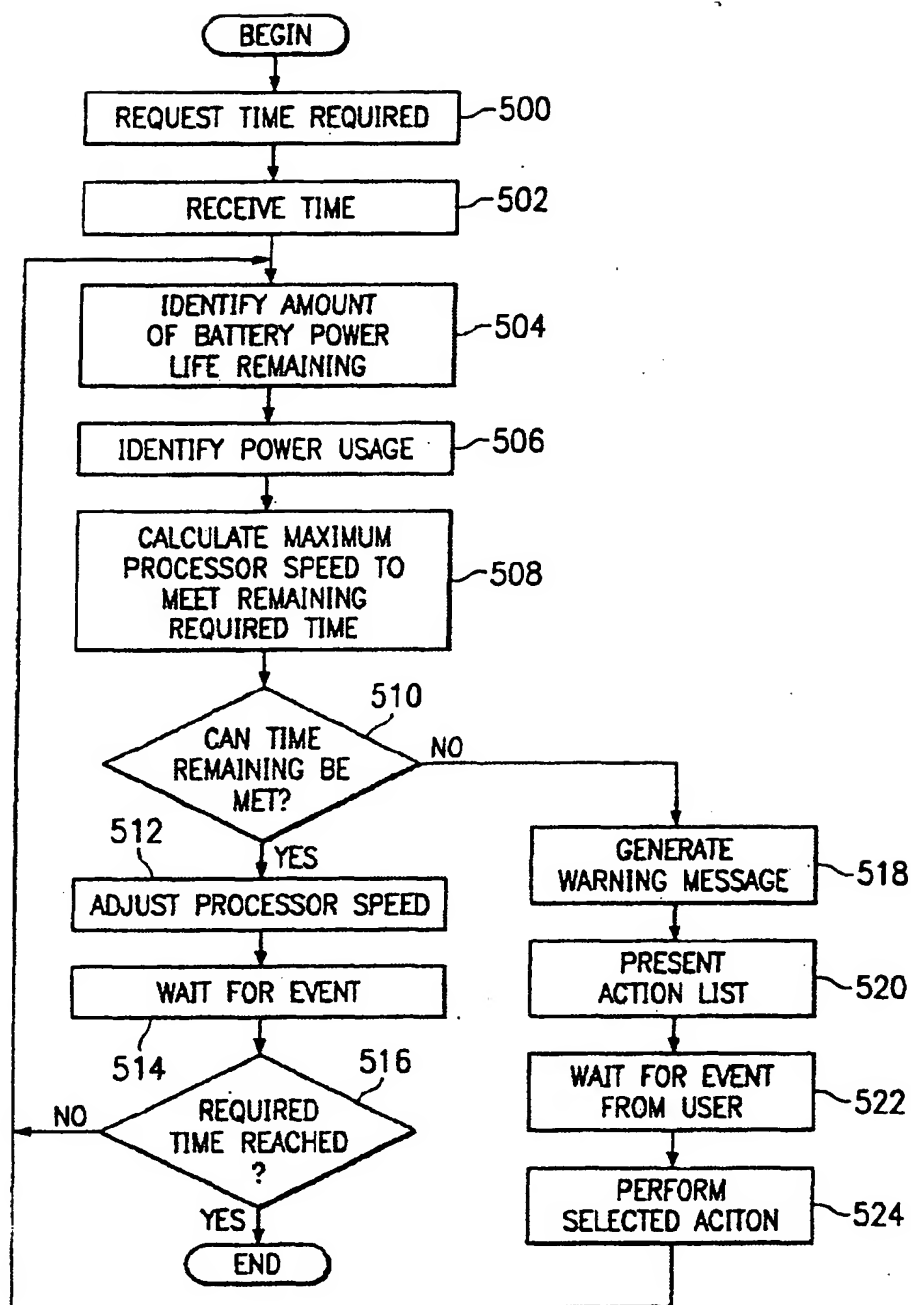 BEGIN
REQUEST TIME REQUIRED
500
RECEIVE TIME
502
IDENTIFY AMOUNT
OF BATTERY POWER
LIFE REMAINING
504
IDENTIFY POWER USAGE
506
CALCULATE MAXIMUM
PROCESSOR SPEED TO
MEET REMAINING
REQUIRED TIME
508
510
CAN TIME
REMAINING BE
MET?
NO
YES
512
ADJUST PROCESSOR SPEED
WAIT FOR EVENT
514
516
REQUIRED
TIME REACHED
?
NO
YES
END
GENERATE
WARNING MESSAGE
518
PRESENT
ACTION LIST
520
WAIT FOR EVENT
FROM USER
522
PERFORM
SELECTED ACITON
524